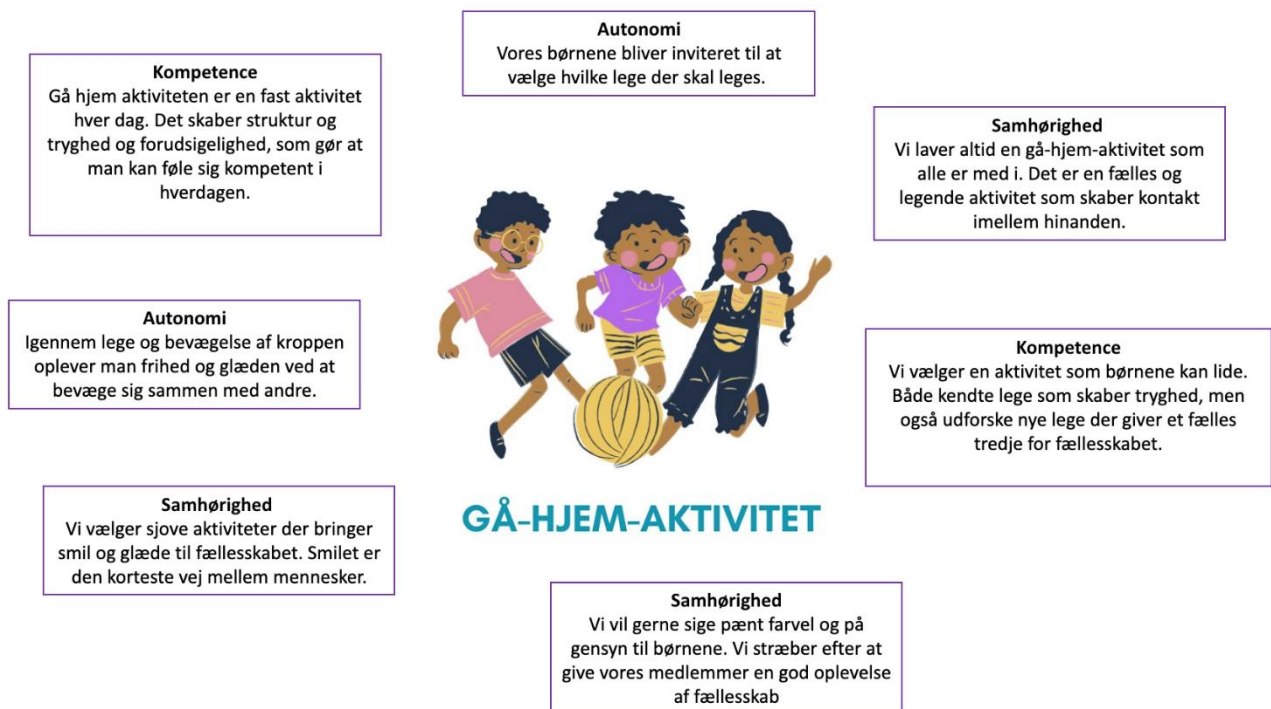 Autonomi
Vores børnene bliver inviteret til at
vælge hvilke lege der skal leges.
Kompetence
Gå hjem aktiviteten er en fast aktivitet
hver dag. Det skaber struktur og
tryghed og forudsigelighed, som gør at
man kan føle sig kompetent i
hverdagen.
Samhørighed
Vi laver altid en gå-hjem-aktivitet som
alle er med i. Det er en fælles og
legende aktivitet som skaber kontakt
imellem hinanden.
Autonomi
Igennem lege og bevægelse af kroppen
oplever man frihed og glæden ved at
bevæge sig sammen med andre.
Kompetence
Vi vælger en aktivitet som børnene kan lide.
Både kendte lege som skaber tryghed, men
også udforske nye lege der giver et fælles
tredje for fællesskabet.
Samhørighed
Vi vælger sjove aktiviteter der bringer
smil og glæde til fællesskabet. Smilet er
den korteste vej mellem mennesker.
GÅ-HJEM-AKTIVITET
Samhørighed
Vi vil gerne sige pænt farvel og på
gensyn til børnene. Vi stræber efter at
give vores medlemmer en god oplevelse
af fællesskab